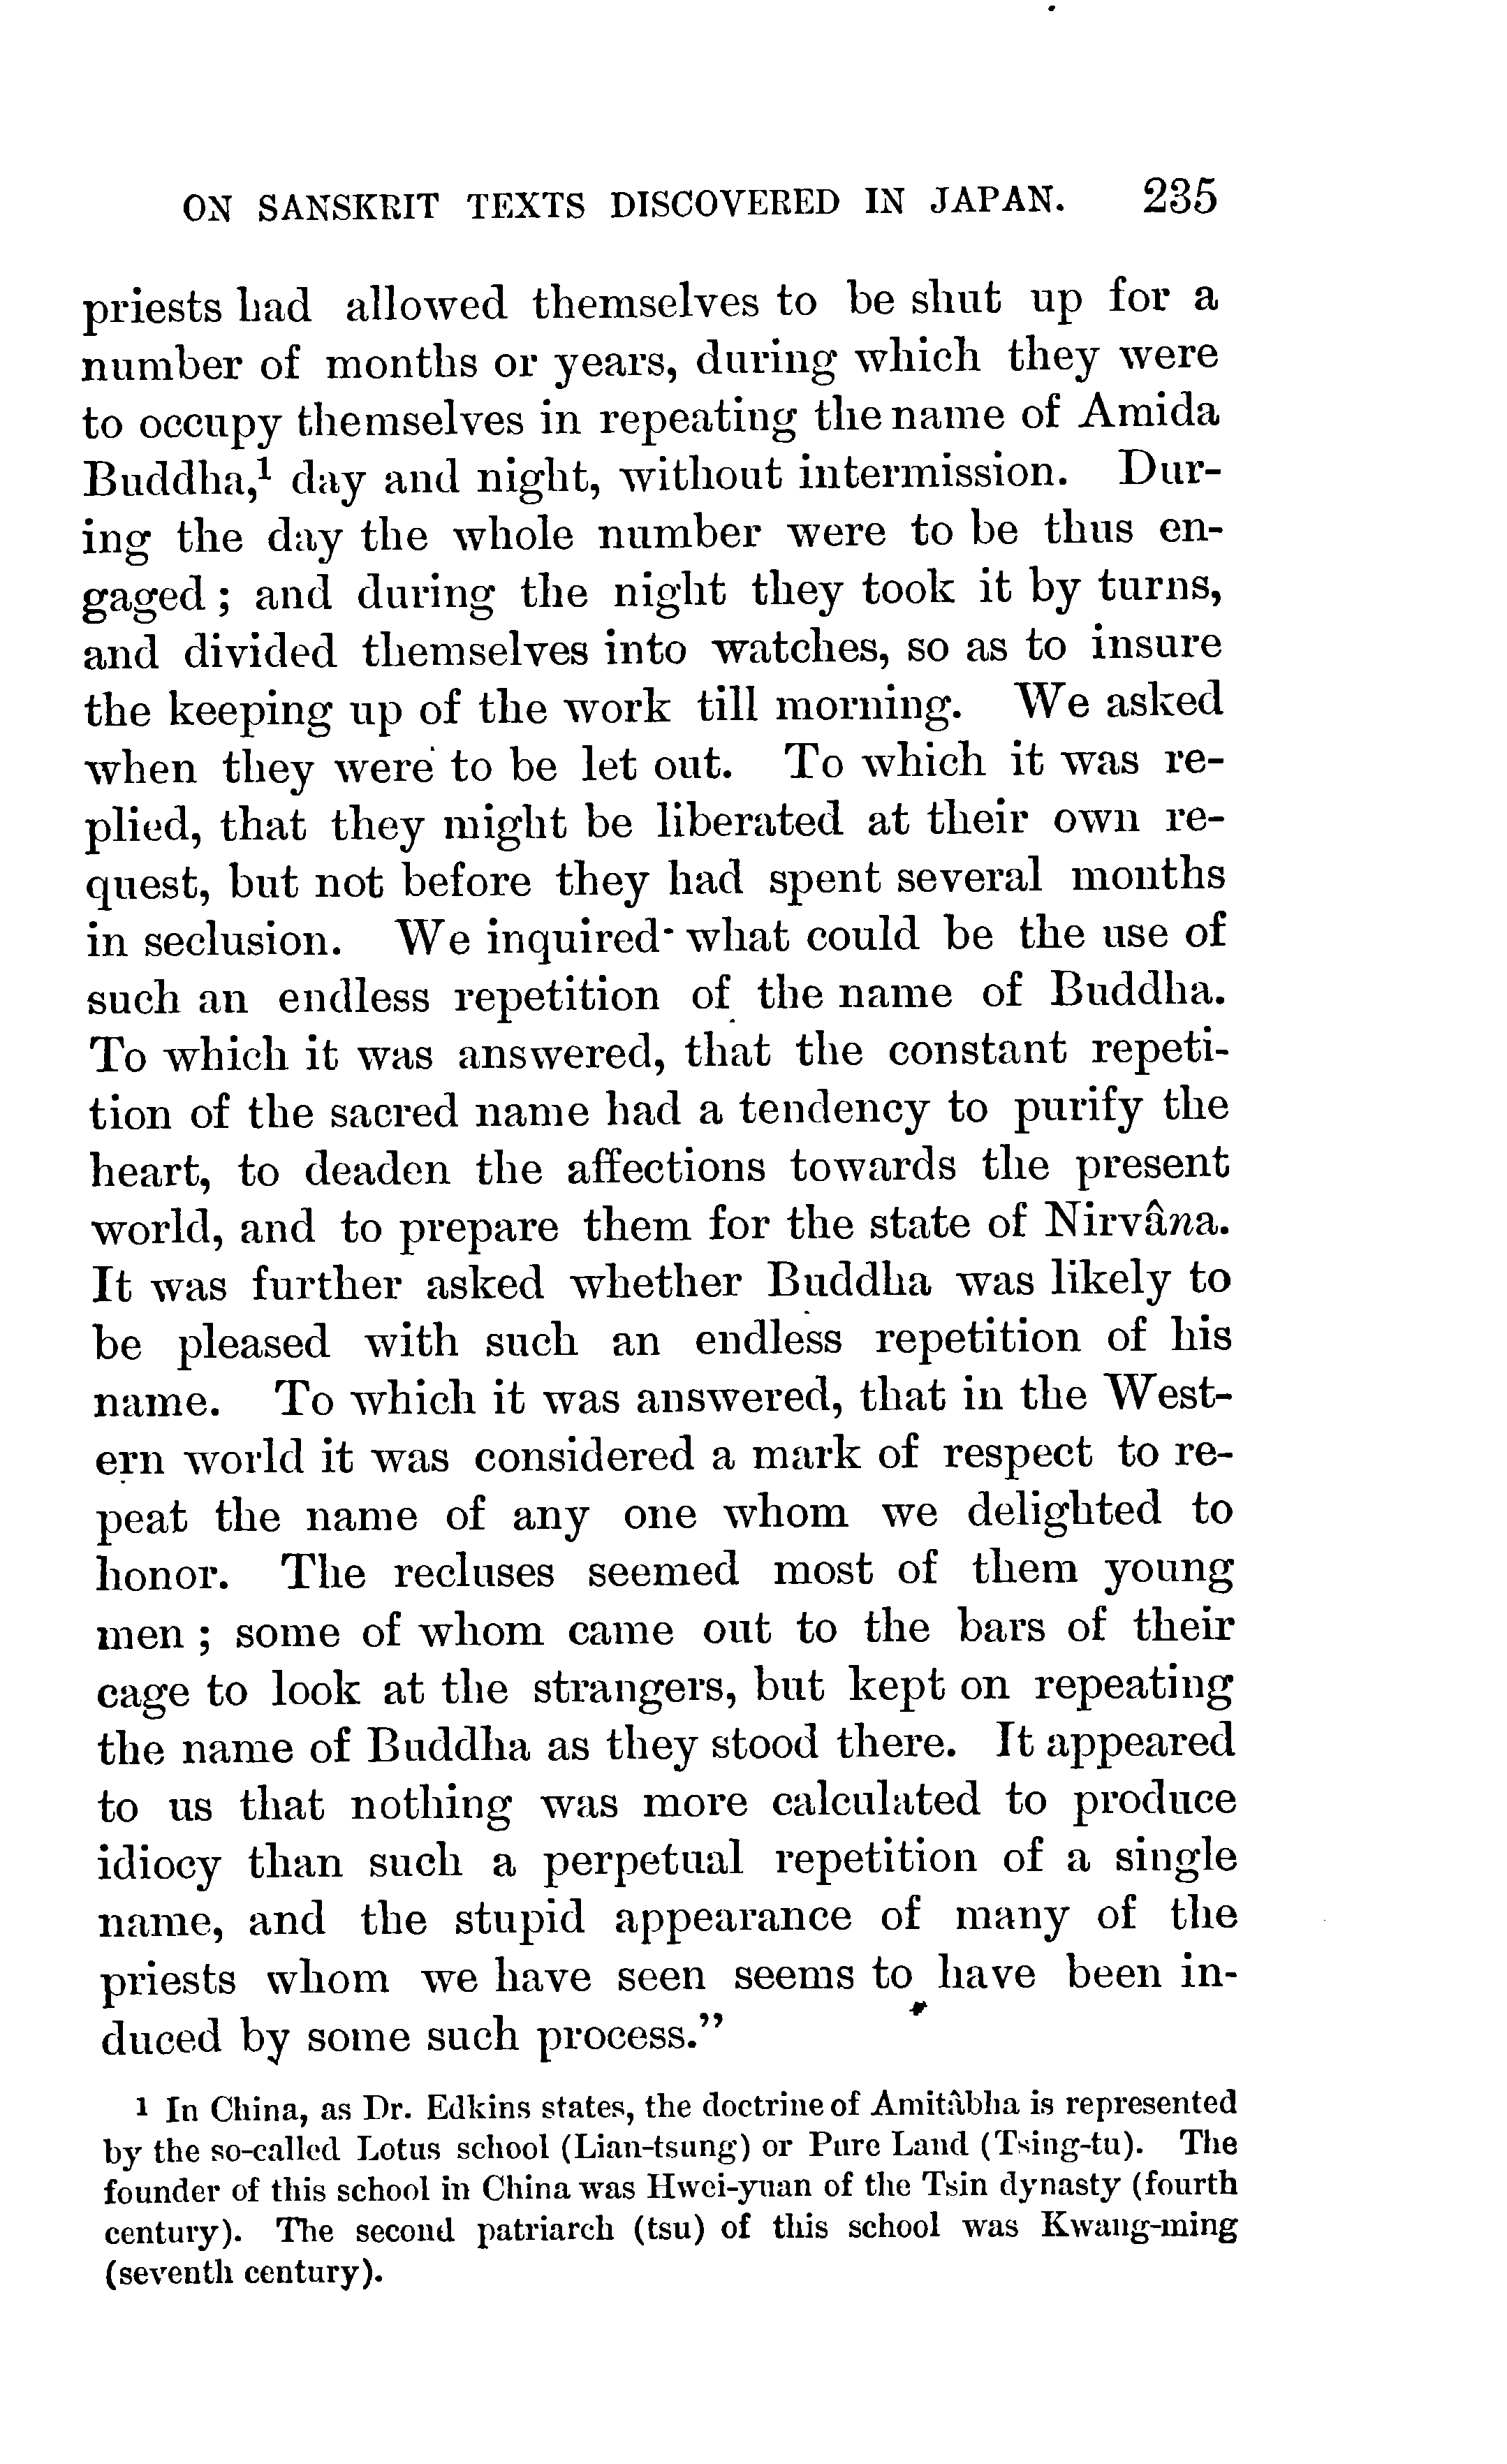 ON SANSKRIT TEXTS DISCOVERED IN JAPAN. 235
priests had allowed themselves to be shut up for a
number of months or years, during which they were
to occupy themselves in repeating the name of Amida
Buddha,¹ day and night, without intermission. Dur-
ing the day the whole number were to be thus en-
gaged ; and during the night they took it by turns,
and divided themselves into watches, so as to insure
the keeping up of the work till morning. We asked
when they were to be let out. To which it was re-
plied, that they might be liberated at their own re-
quest, but not before they had spent several months
in seclusion. We inquired what could be the use of
such an endless repetition of the name of Buddha.
To which it was answered, that the constant repeti-
tion of the sacred name had a tendency to purify the
heart, to deaden the affections towards the present
world, and to prepare them for the state of Nirvâna.
It was further asked whether Buddha was likely to
be pleased with such an endless repetition of his
name. To which it was answered, that in the West-
ern world it was considered a mark of respect to re-
peat the name of any one whom we delighted to
honor. The recluses seemed most of them young
men ; some of whom came out to the bars of their
cage to look at the strangers, but kept on repeating
the name of Buddha as they stood there. It appeared
to us that nothing was more calculated to produce
idiocy than such a perpetual repetition of a single
name, and the stupid appearance of many of the
priests whom we have seen seems to have been in-
duced by some such process.”
¹ In China, as Dr. Edkins states, the doctrine of Amitâbha is represented
by the so-called Lotus school (Lian-tsung) or Pure Land (Tsing-tu). The
founder of this school in China was Hwei-yuan of the Tsin dynasty (fourth
century). The second patriarch (tsu) of this school was Kwang-ming
(seventh century).